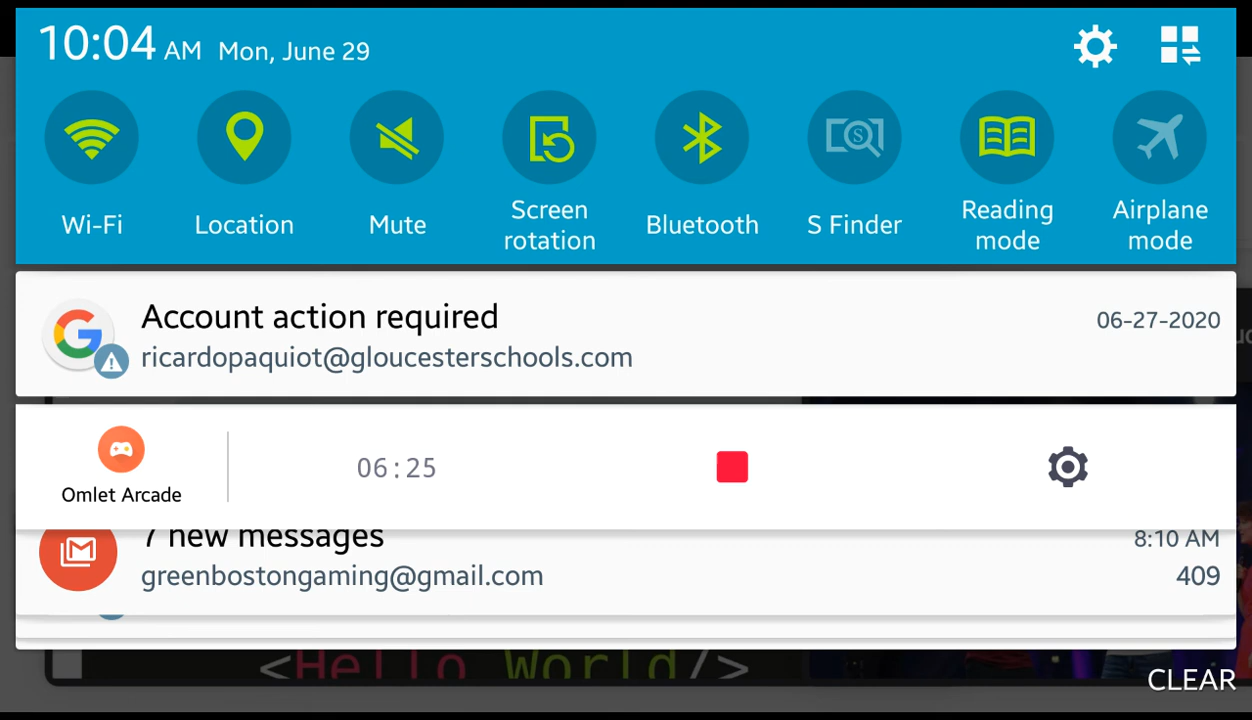 10:04 AM Mon, June 29
Wi-Fi
Location
Mute
Screen
rotation
Bluetooth
S Finder
Reading
mode
Airplane
mode
Account action required
06-27-2020
ricardopaquiot@gloucesterschools.com
Omlet Arcade
06:25
7 new messages
8:10 AM
greenbostongaming@gmail.com
409
<Hello World/>
CLEAR